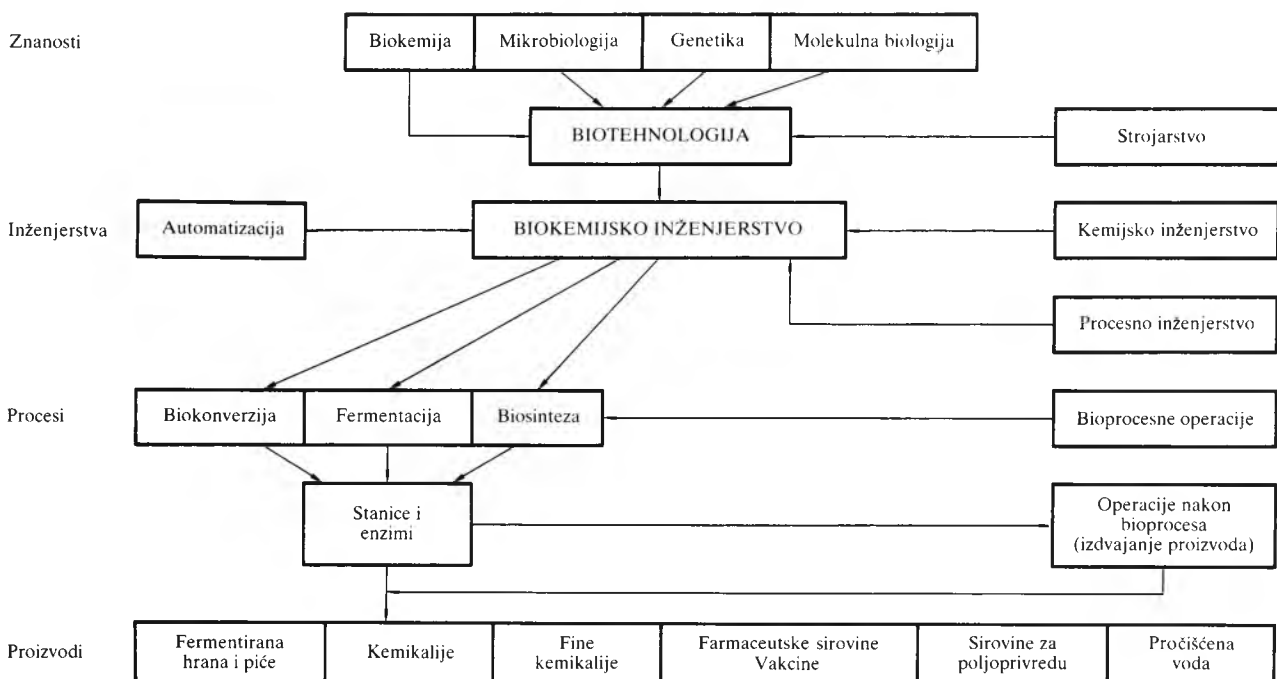 Znanosti
Biokemija
Mikrobiologija
Genetika
Molekulna biologija
BIOTEHNOLOGIJA
Strojarstvo
Inženjerstva
Automatizacija
BIOKEMIJSKO INŽENJERSTVO
Kemijsko inženjerstvo
Procesno inženjerstvo
Procesi
Biokonverzija
Fermentacija
Biosinteza
Bioprocesne operacije
Stanice i
enzimi
Operacije nakon
bioprocesa
(izdvajanje proizvoda)
Proizvodi
Fermentirana
hrana i piće
Kemikalije
Fine
kemikalije
Farmaceutske sirovine
Vakcine
Sirovine za
poljoprivredu
Pročišćena
voda